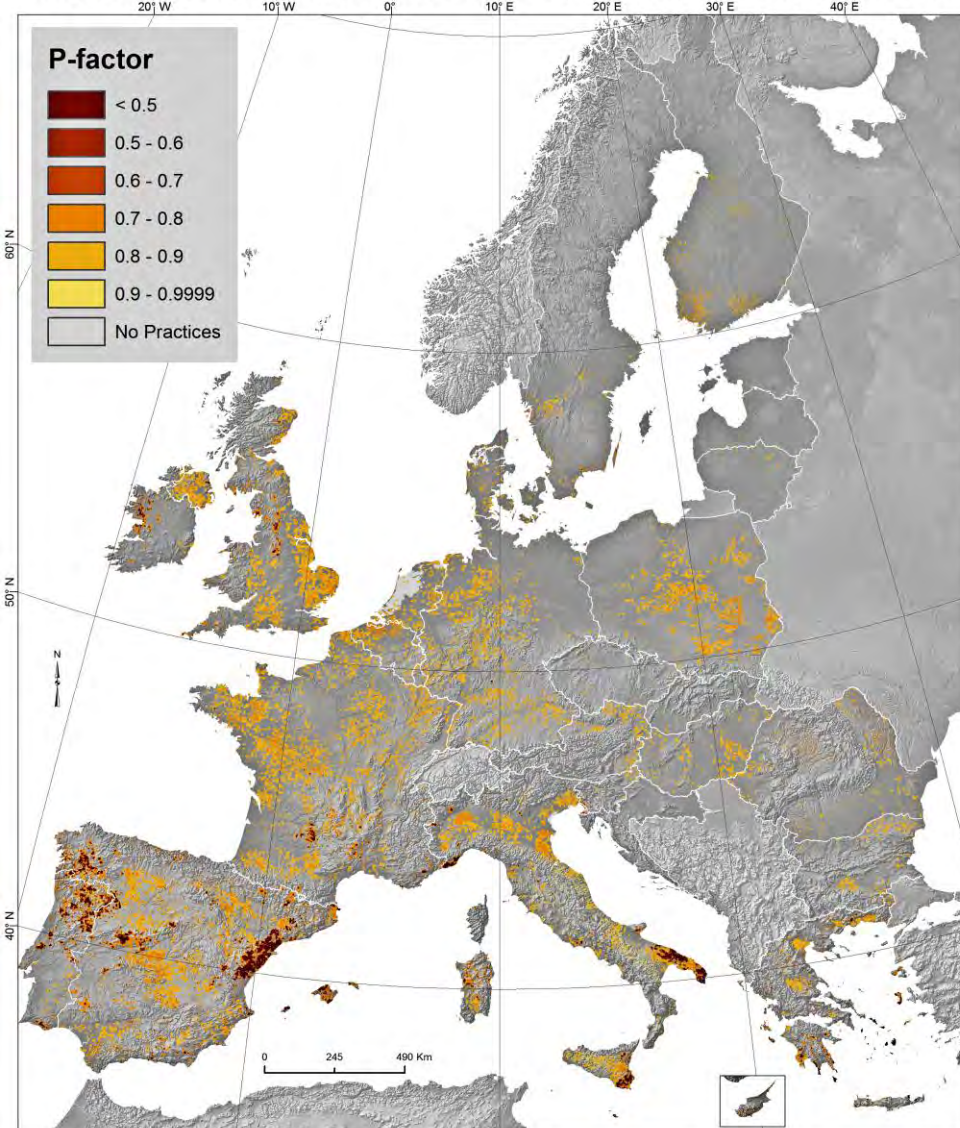 20° W
10° W
0°
10° E
20° E
30° E
40° E
P-factor
< 0.5
0.5 - 0.6
0.6 - 0.7
0.7 - 0.8
0.8 - 0.9
0.9 - 0.9999
No Practices
60° N
50° N
N
40° N
0 245 490 Km